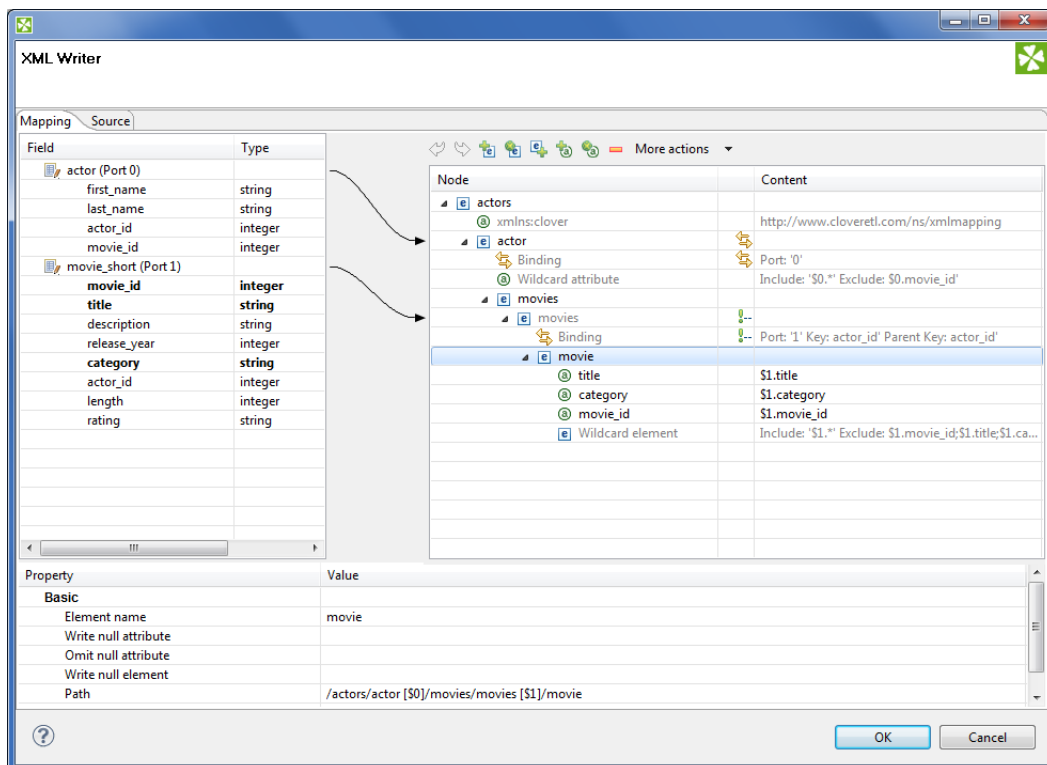 XML Writer
Mapping Source
Field Type
actor (Port 0)
first_name string
last_name string
actor_id integer
movie_id integer
movie_short (Port 1)
movie_id integer
title string
description string
release_year integer
category string
actor_id integer
length integer
rating string
More actions
Node Content
actors
xmlns:clover http://www.cloveretl.com/ns/xmlmapping
actor
Binding Port: '0'
Wildcard attribute Include: '$0.*' Exclude: $0.movie_id'
movies
movies
Binding Port: '1' Key: actor_id' Parent Key: actor_id'
movie
title $1.title
category $1.category
movie_id $1.movie_id
Wildcard element Include: '$1.*' Exclude: $1.movie_id;$1.title;$1.ca...
Property Value
Basic
Element name movie
Write null attribute
Omit null attribute
Write null element
Path /actors/actor [$0]/movies/movies [$1]/movie
OK Cancel